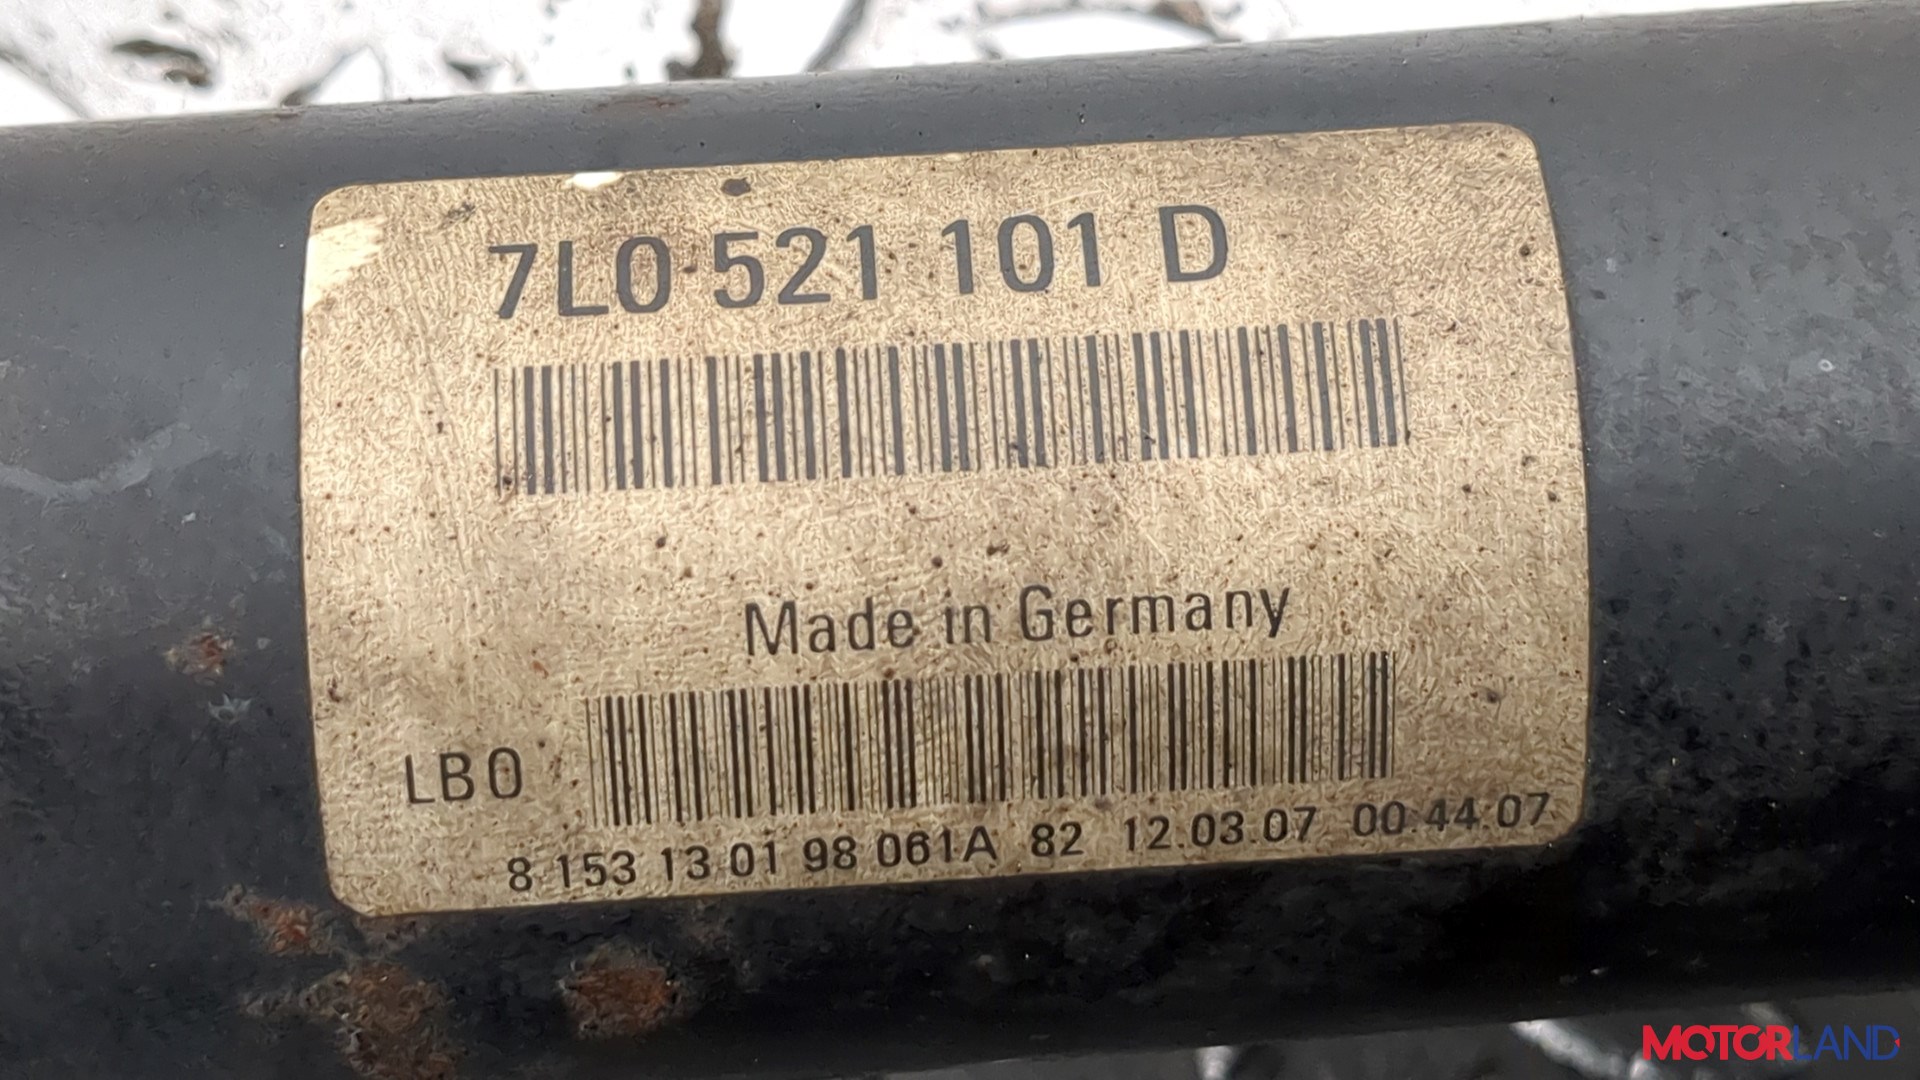 7L0 521 101 D
Made in Germany
LB0
8 153 13 01 98 061A 82 12.03.07 00.44.07
MOTORLAND